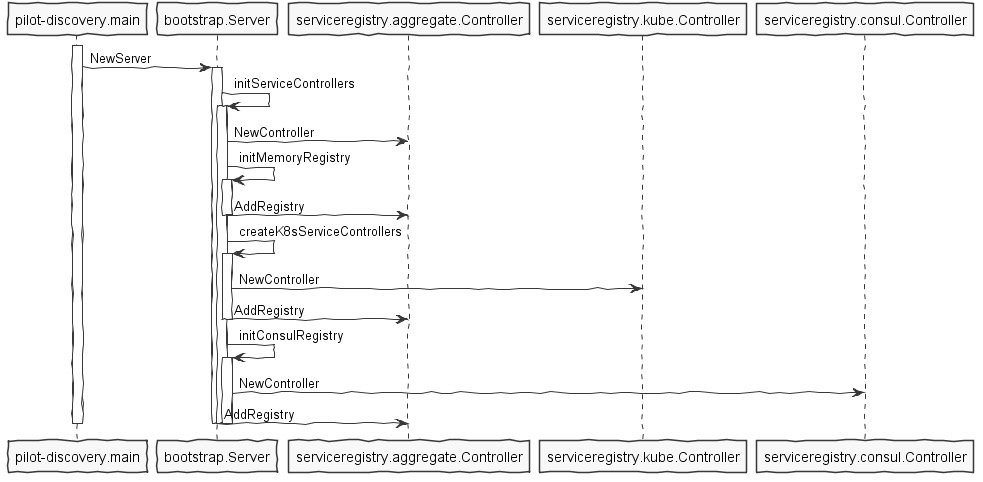 pilot-discovery.main
bootstrap.Server
serviceregistry.aggregate.Controller
serviceregistry.kube.Controller
serviceregistry.consul.Controller
NewServer
initServiceControllers
NewController
initMemoryRegistry
AddRegistry
createK8sServiceControllers
NewController
AddRegistry
initConsulRegistry
NewController
AddRegistry
pilot-discovery.main
bootstrap.Server
serviceregistry.aggregate.Controller
serviceregistry.kube.Controller
serviceregistry.consul.Controller